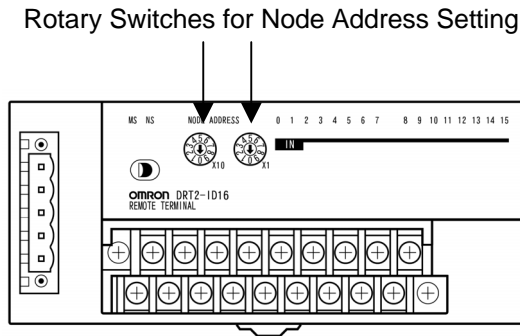 Rotary Switches for Node Address Setting
MS NS NODE ADDRESS 0 1 2 3 4 5 6 7 8 9 10 11 12 13 14 15
IN
X10 X1
OMRON DRT2-ID16
REMOTE TERMINAL